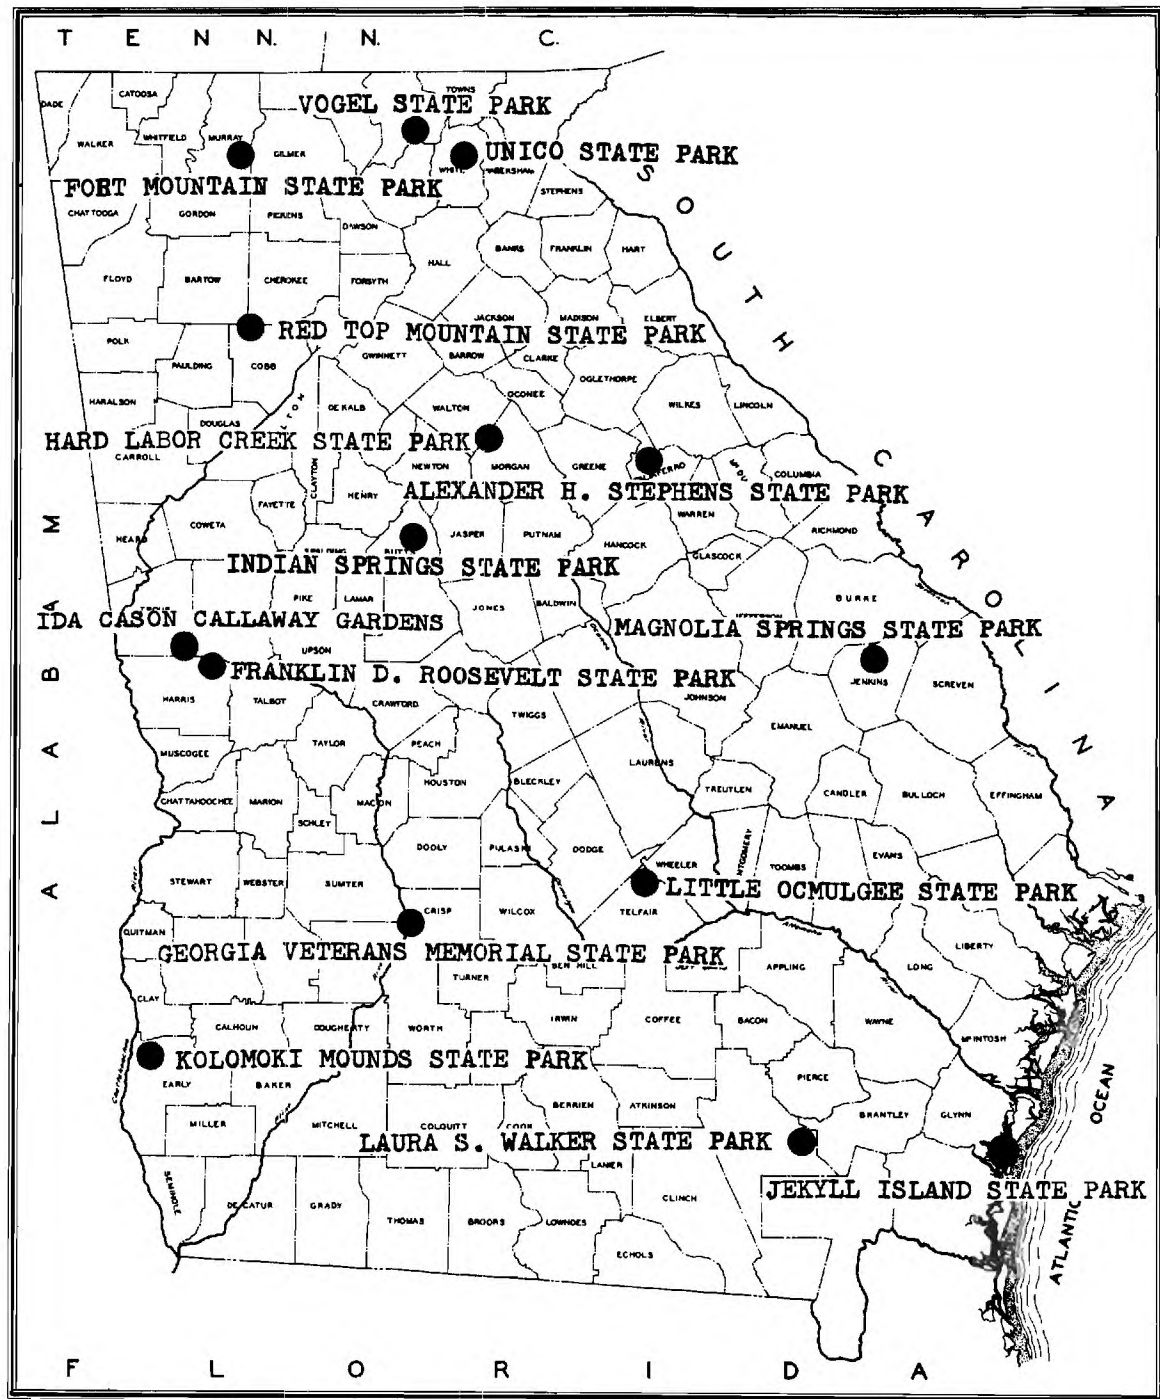 T E N N. N. C.
TOWNS
CATOOSA
DADE
VOGEL STATE PARK
WALKER
WHITFIELD
MURRAY
GILMER
UNICO STATE PARK
WHITE
HABERSHAM
FORT MOUNTAIN STATE PARK
STEPHENS
CHATTOOGA
GORDON
PICKENS
DAWSON
HALL
BANKS
FRANKLIN
HART
FLOYD
BARTOW
CHEROKEE
FORSYTH
SOUTH CAROLINA
JACKSON
MADISON
ELBERT
RED TOP MOUNTAIN STATE PARK
POLK
PAULDING
COBB
GWINNETT
BARROW
CLARKE
OGLETHORPE
HARALSON
DE KALB
WALTON
OCONEE
WILKES
LINCOLN
DOUGLAS
HARD LABOR CREEK STATE PARK
CARROLL
CLAYTON
NEWTON
MORGAN
GREENE
COLUMBIA
HENRY
ALEXANDER H. STEPHENS STATE PARK
FAYETTE
WARREN
COWETA
RICHMOND
HEARD
JASPER
PUTNAM
HANCOCK
GLASCOCK
INDIAN SPRINGS STATE PARK
PIKE
LAMAR
JONES
BALDWIN
BURKE
IDA CASON CALLAWAY GARDENS
MAGNOLIA SPRINGS STATE PARK
UPSON
FRANKLIN D. ROOSEVELT STATE PARK
JENKINS
SCREVEN
HARRIS
TALBOT
CRAWFORD
TWIGGS
JOHNSON
EMANUEL
MUSCOGEE
TAYLOR
PEACH
LAURENS
ALABAMA
CHATTAHOOCHEE
MARION
MACON
HOUSTON
BLECKLEY
TREUTLEN
CANDLER
BULLOCH
EFFINGHAM
SCHLEY
DOOLY
PULASKI
DODGE
WHEELER
TOOMBS
EVANS
STEWART
WEBSTER
SUMTER
LITTLE OCMULGEE STATE PARK
CRISP
WILCOX
TELFAIR
QUITMAN
GEORGIA VETERANS MEMORIAL STATE PARK
LIBERTY
TURNER
BEN HILL
APPLING
LONG
CLAY
CALHOUN
DOUGHERTY
WORTH
IRWIN
COFFEE
BACON
WAYNE
McINTOSH
KOLOMOKI MOUNDS STATE PARK
EARLY
BAKER
PIERCE
MILLER
MITCHELL
COLQUITT
COOK
BERRIEN
ATKINSON
BRANTLEY
GLYNN
LAURA S. WALKER STATE PARK
LANIER
SEMINOLE
DECATUR
GRADY
THOMAS
BROOKS
LOWNDES
CLINCH
ECHOLS
JEKYLL ISLAND STATE PARK
ATLANTIC OCEAN
F L O R I D A